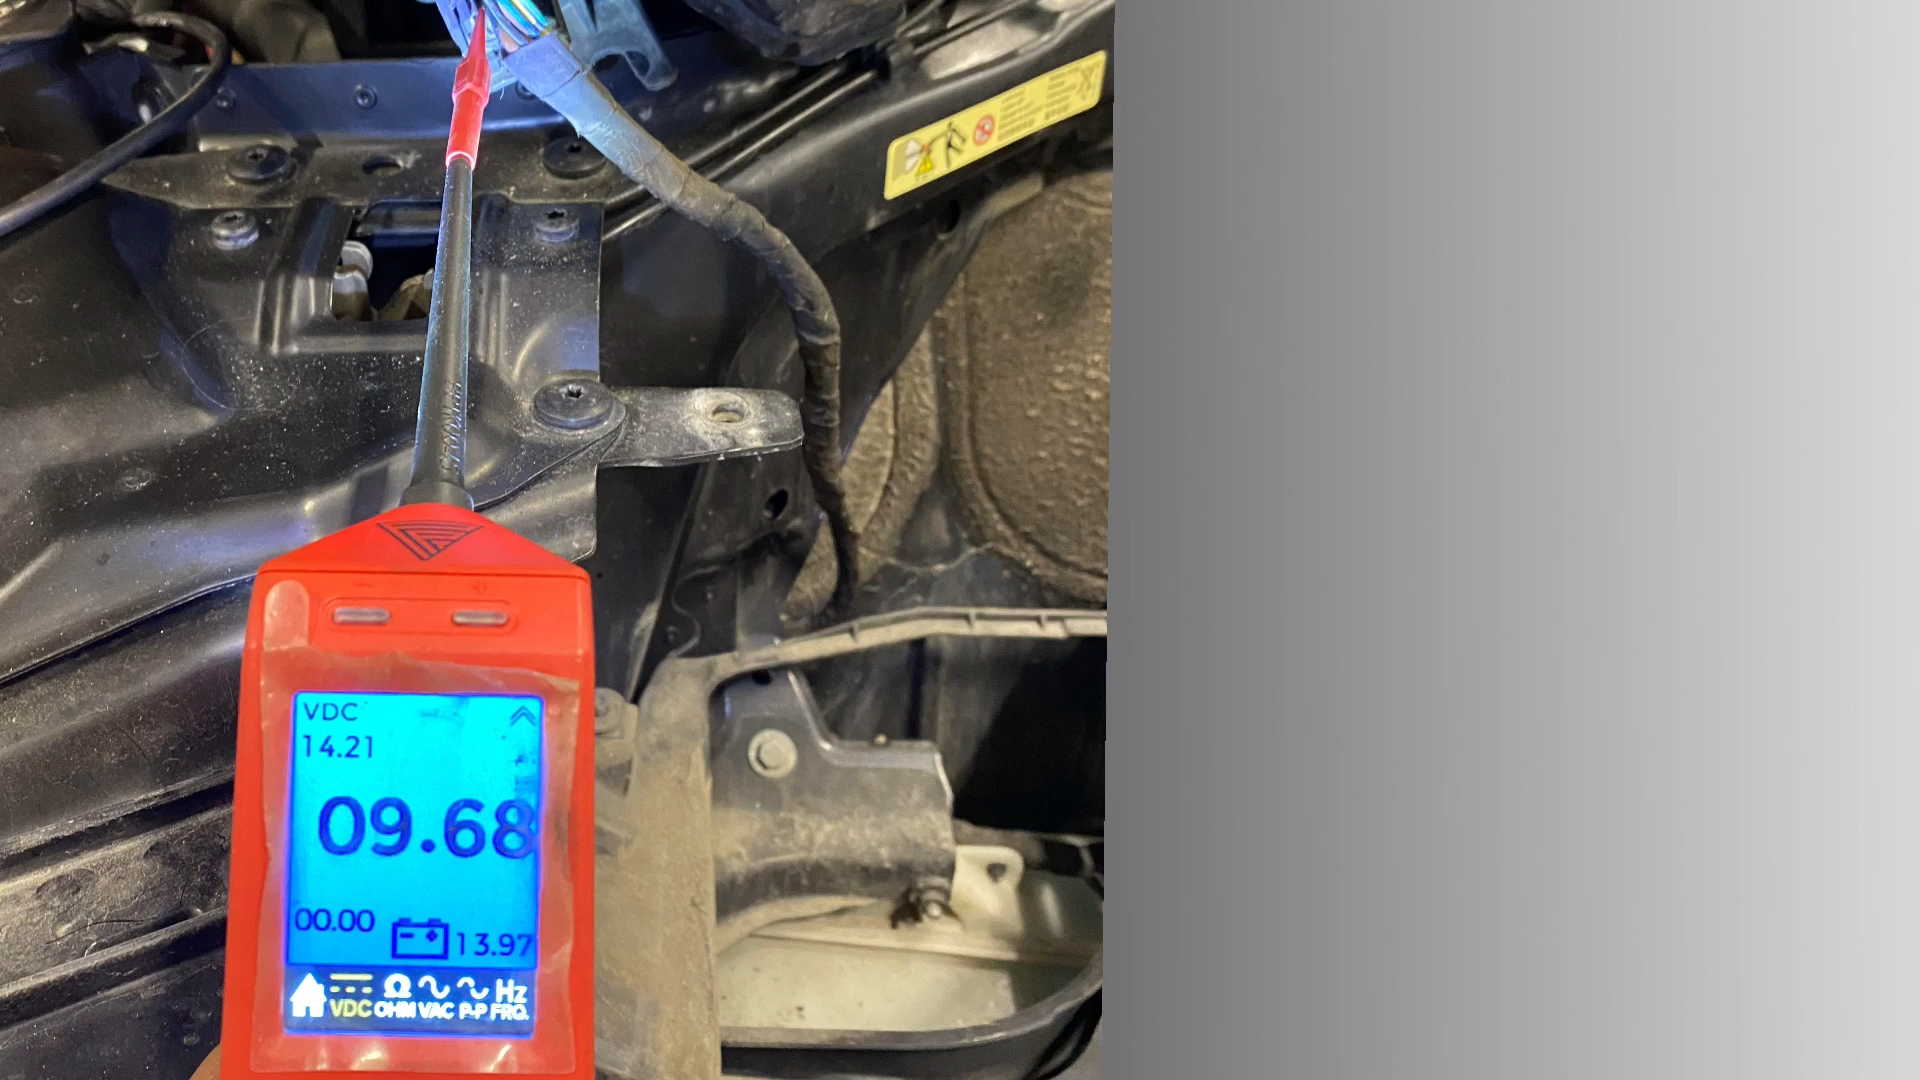 VDC
14.21
09.68
00.00
13.97
Hz
VDC OHM VAC P-P FRQ.